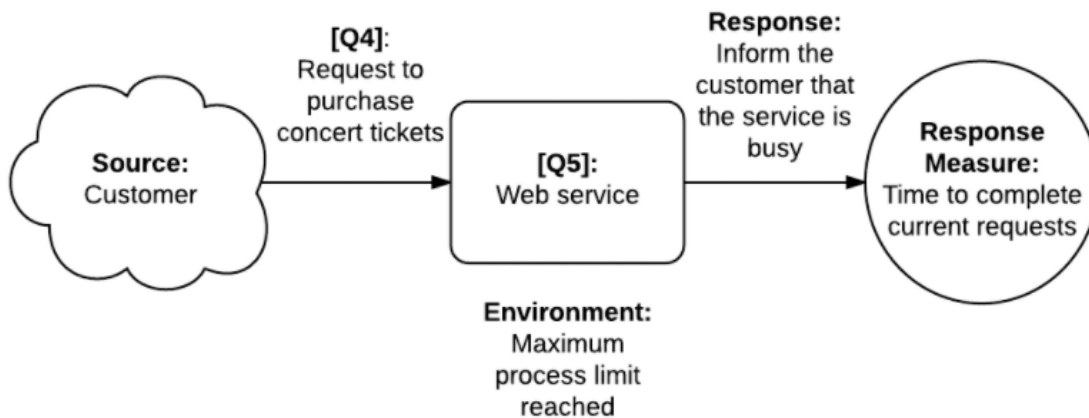 Source:
Customer
[Q4]:
Request to
purchase
concert tickets
[Q5]:
Web service
Environment:
Maximum
process limit
reached
Response:
Inform the
customer that
the service is
busy
Response
Measure:
Time to complete
current requests